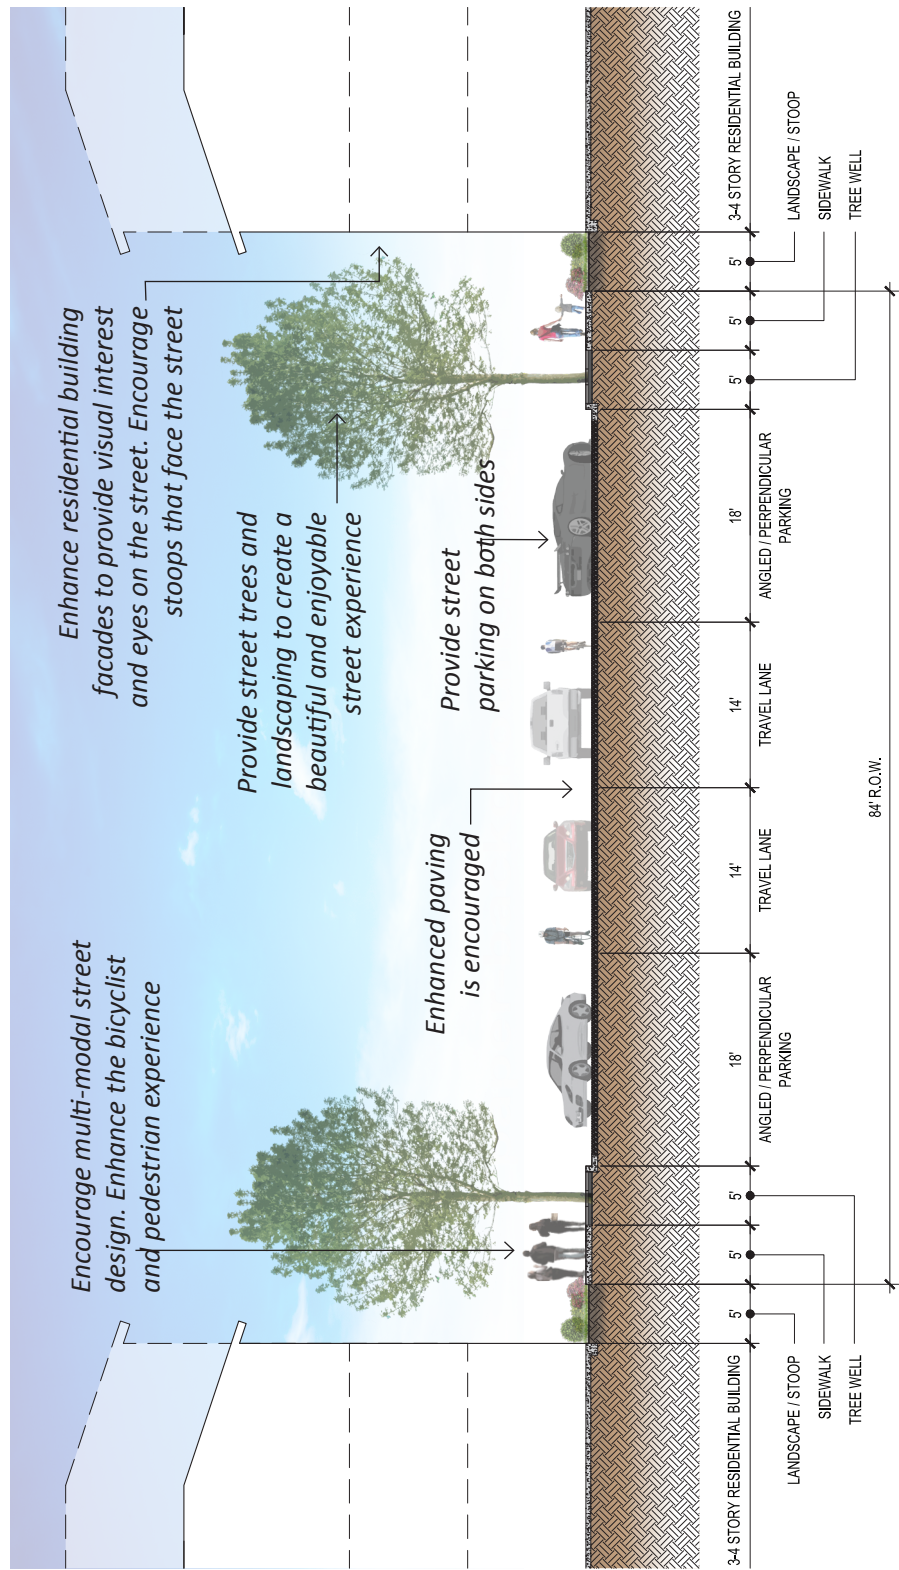 Encourage multi-modal street
design. Enhance the bicyclist
and pedestrian experience
Enhance residential building
facades to provide visual interest
and eyes on the street. Encourage
stoops that face the street
Provide street trees and
landscaping to create a
beautiful and enjoyable
street experience
Enhanced paving
is encouraged
Provide street
parking on both sides
3-4 STORY RESIDENTIAL BUILDING
5'
5'
5'
18'
14'
14'
18'
5'
5'
5'
3-4 STORY RESIDENTIAL BUILDING
ANGLED / PERPENDICULAR
PARKING
TRAVEL LANE
TRAVEL LANE
ANGLED / PERPENDICULAR
PARKING
LANDSCAPE / STOOP
SIDEWALK
TREE WELL
LANDSCAPE / STOOP
SIDEWALK
TREE WELL
84' R.O.W.